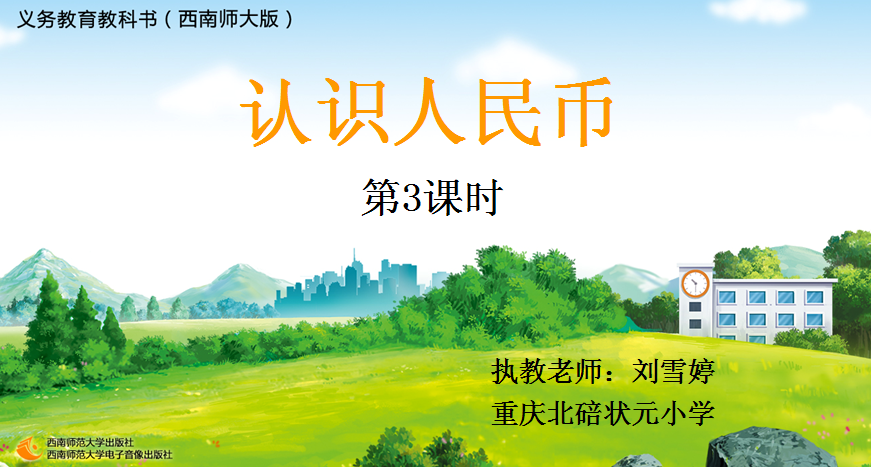 义务教育教科书（西南师大版）
认识人民币
第3课时
执教老师：刘雪婷
重庆北碚状元小学
西南师范大学出版社
西南师范大学电子音像出版社